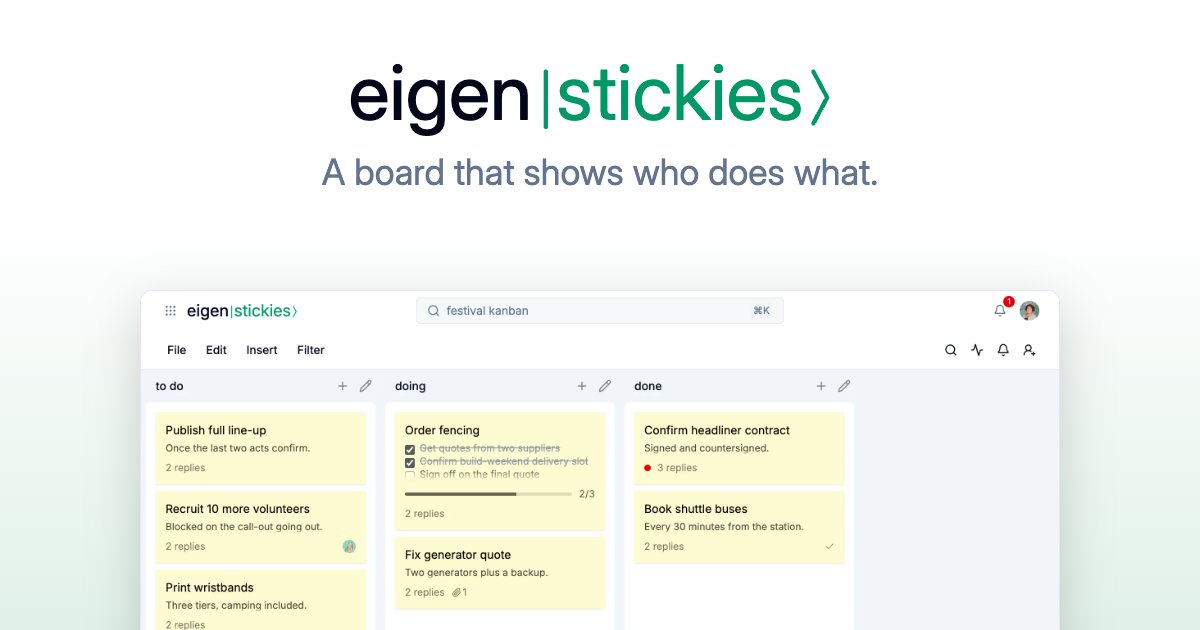 eigen|stickies⟩
A board that shows who does what.
eigen|stickies⟩
festival kanban
⌘K
1
File Edit Insert Filter
to do
Publish full line-up
Once the last two acts confirm.
2 replies
Recruit 10 more volunteers
Blocked on the call-out going out.
2 replies
Print wristbands
Three tiers, camping included.
2 replies
doing
Order fencing
Get quotes from two suppliers
Confirm build-weekend delivery slot
Sign off on the final quote
2/3
2 replies
Fix generator quote
Two generators plus a backup.
2 replies 1
done
Confirm headliner contract
Signed and countersigned.
3 replies
Book shuttle buses
Every 30 minutes from the station.
2 replies